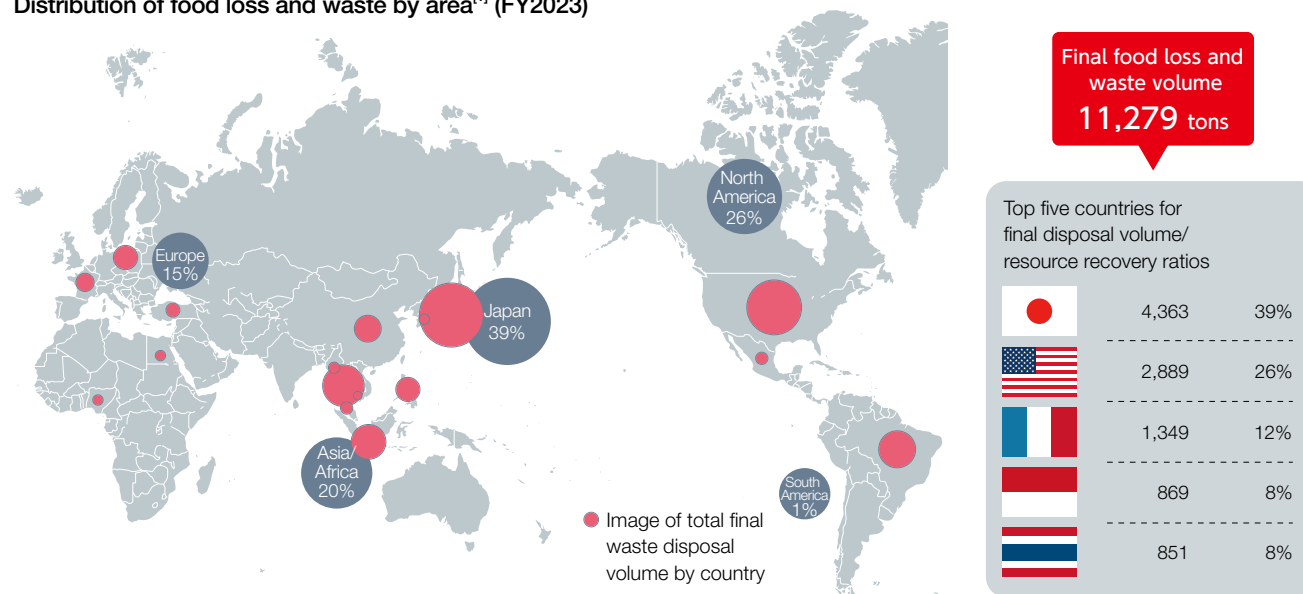 Distribution of food loss and waste by area (FY2023)
Final food loss and
waste volume
11,279 tons
Top five countries for
final disposal volume/
resource recovery ratios
4,363 39%
2,889 26%
1,349 12%
869 8%
851 8%
North
America
26%
Europe
15%
Japan
39%
Asia/
Africa
20%
South
America
1%
Image of total final
waste disposal
volume by country